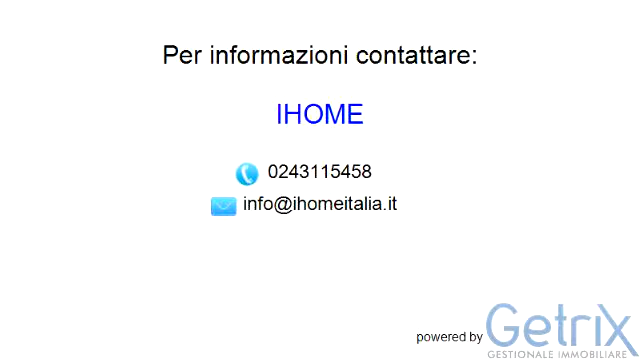 Per informazioni contattare:
IHOME
0243115458
info@ihomeitalia.it
powered by Getrix
GESTIONALE IMMOBILIARE